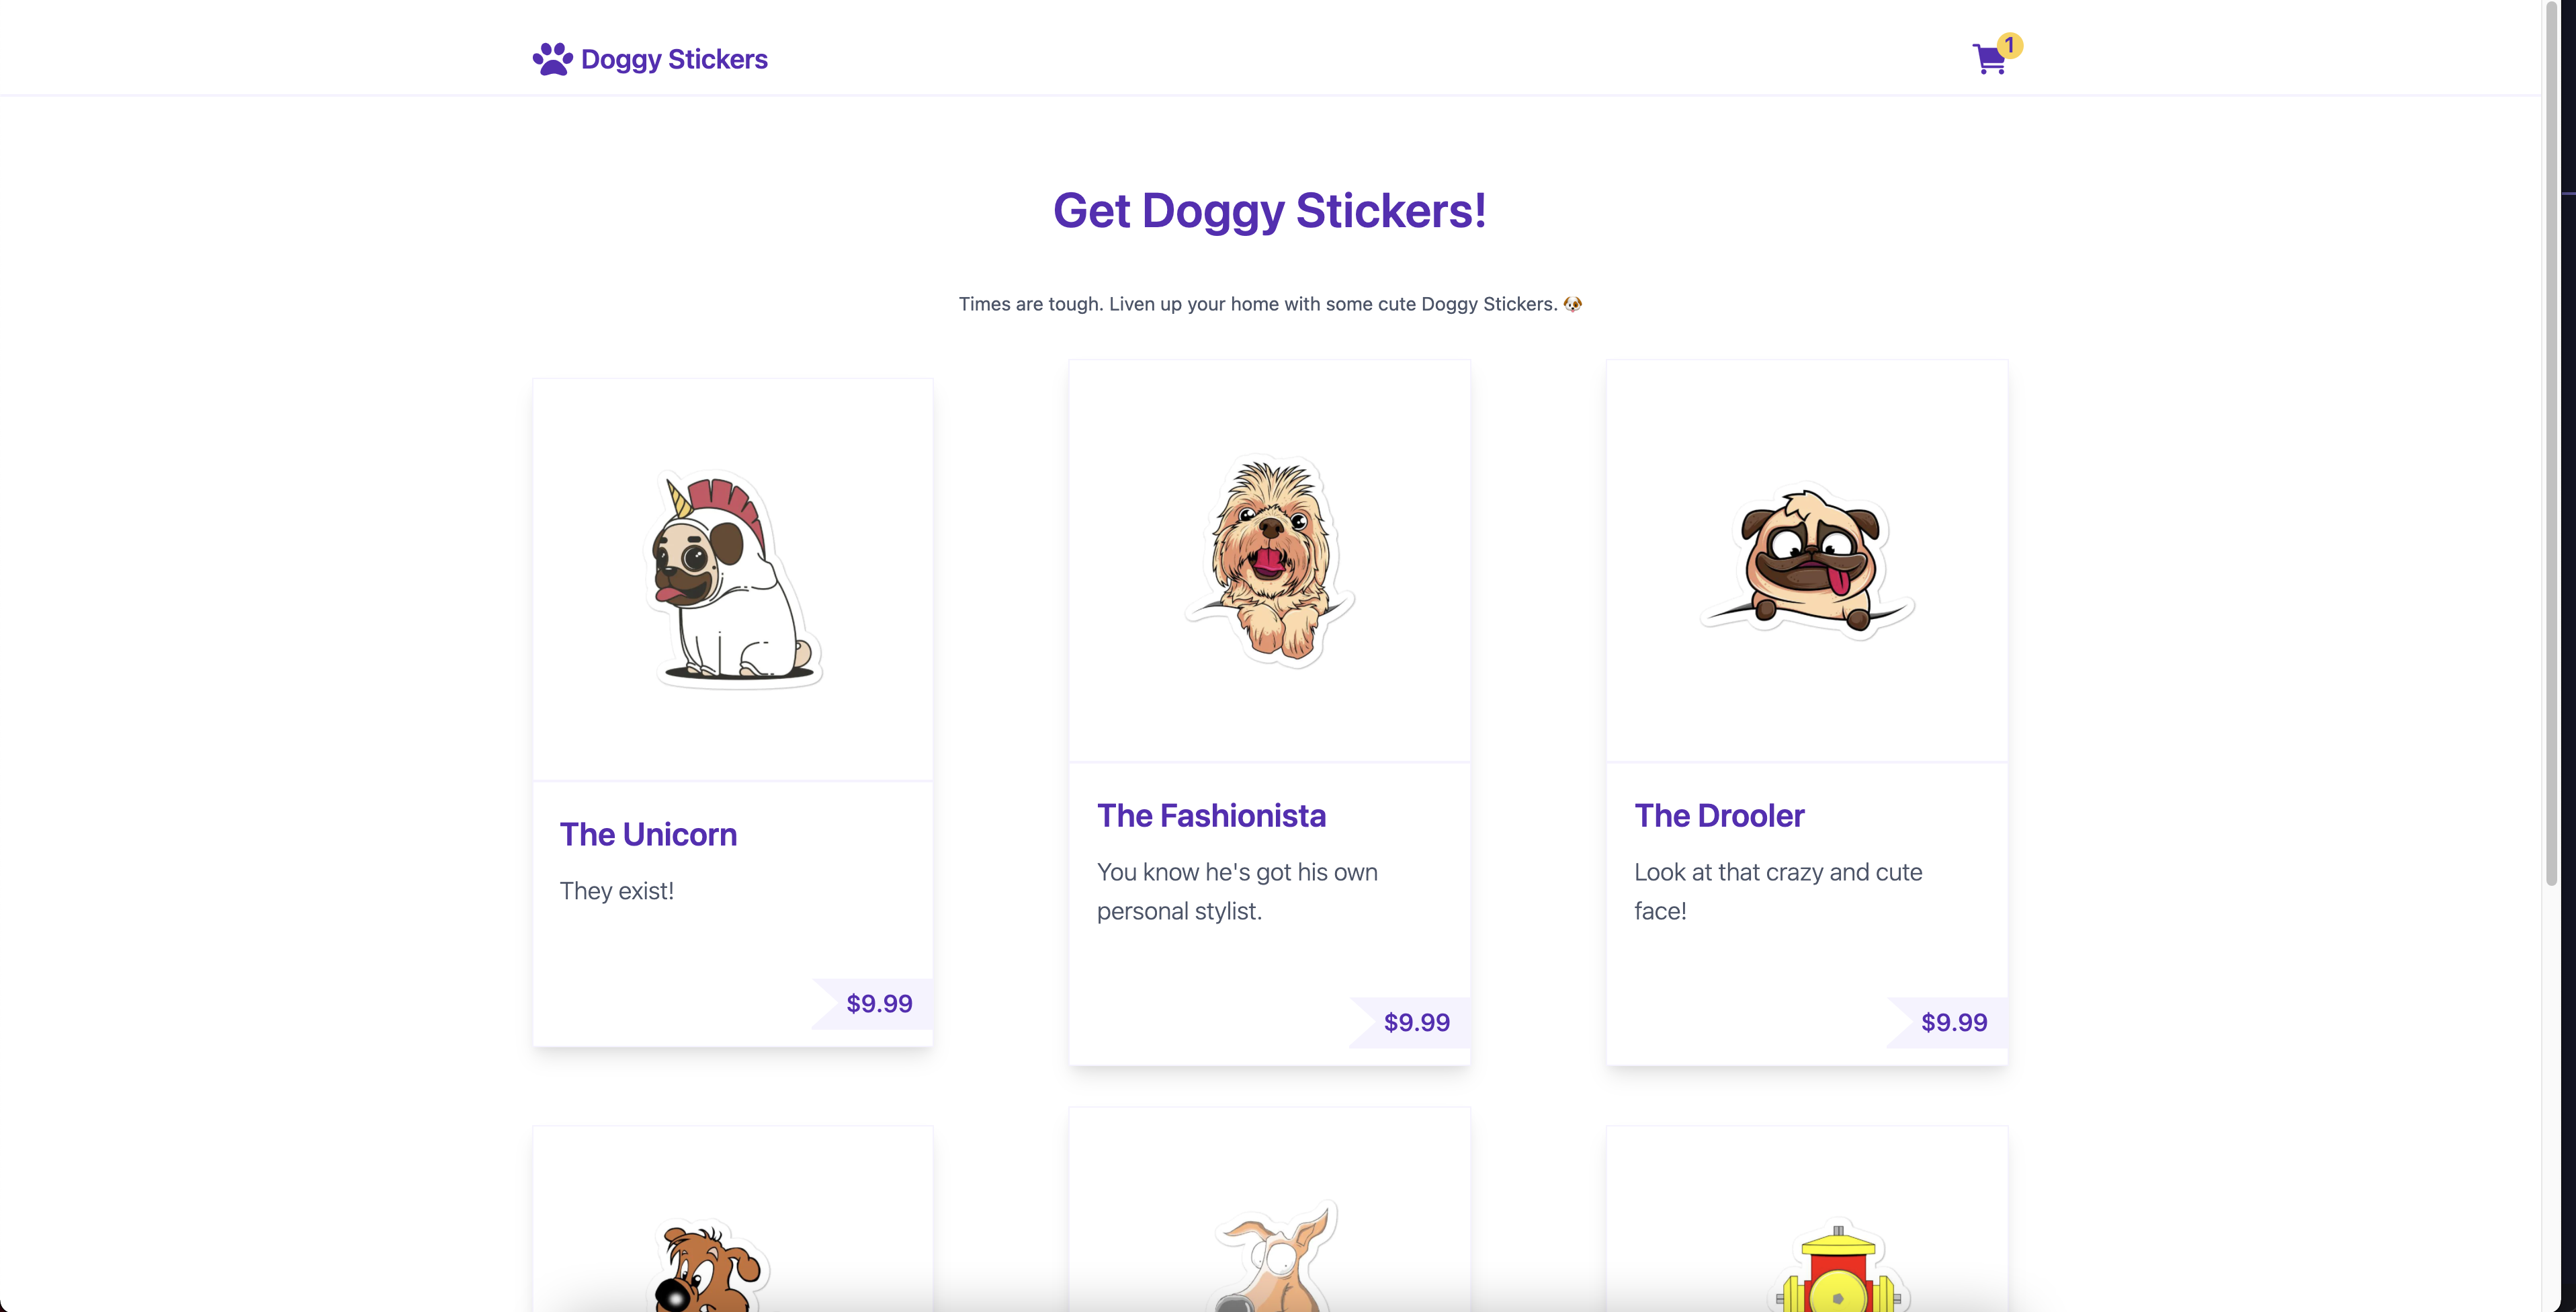 Doggy Stickers
1
Get Doggy Stickers!
Times are tough. Liven up your home with some cute Doggy Stickers. 🐶
The Unicorn
They exist!
$9.99
The Fashionista
You know he's got his own
personal stylist.
$9.99
The Drooler
Look at that crazy and cute
face!
$9.99